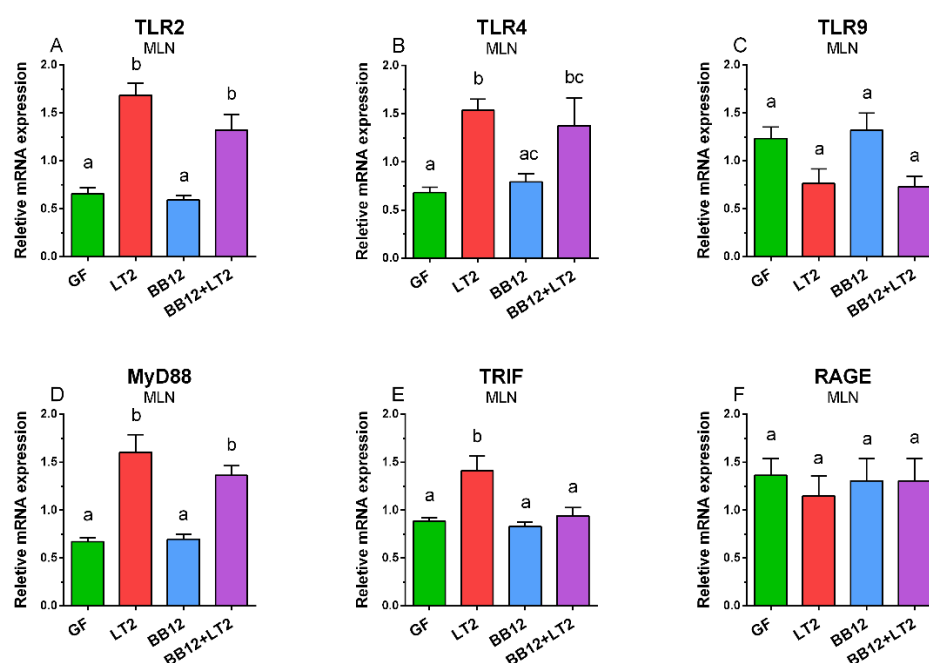 TLR2
A
MLN
Reletive mRNA expression
2.0
1.5
1.0
0.5
0.0
a
b
a
b
GF
LT2
BB12
BB12+LT2
TLR4
B
MLN
Reletive mRNA expression
2.0
1.5
1.0
0.5
0.0
a
b
ac
bc
GF
LT2
BB12
BB12+LT2
TLR9
C
MLN
Reletive mRNA expression
2.0
1.5
1.0
0.5
0.0
a
a
a
a
GF
LT2
BB12
BB12+LT2
MyD88
D
MLN
Relative mRNA expression
2.0
1.5
1.0
0.5
0.0
a
b
a
b
GF
LT2
BB12
BB12+LT2
TRIF
E
MLN
Relative mRNA expression
2.0
1.5
1.0
0.5
0.0
a
b
a
a
GF
LT2
BB12
BB12+LT2
RAGE
F
MLN
Relative mRNA expression
2.0
1.5
1.0
0.5
0.0
a
a
a
a
GF
LT2
BB12
BB12+LT2